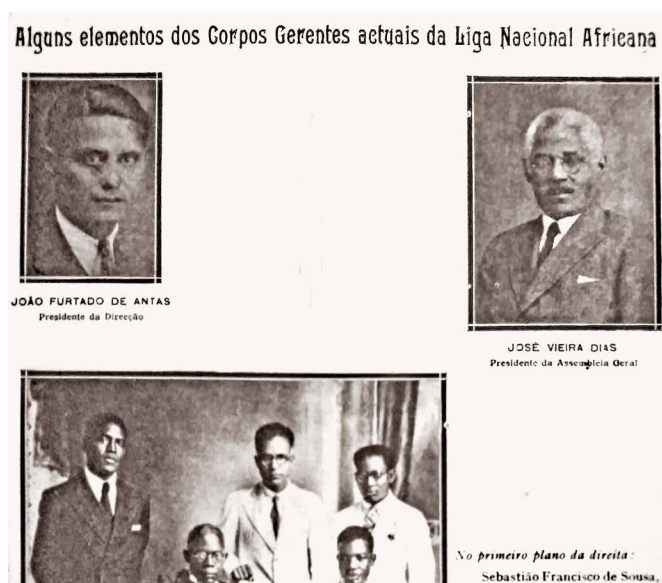 Alguns elementos dos Corpos Gerentes actuais da Liga Nacional Africana
JOÃO FURTADO DE ANTAS
Presidente da Direcção
JOSÉ VIEIRA DIAS
Presidente da Assembleia Geral
No primeiro plano da direita:
Sebastião Francisco de Sousa